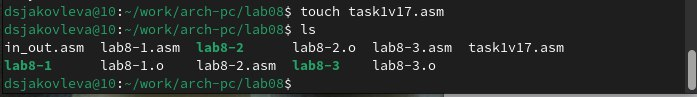 dsjakovleva@10:~/work/arch-pc/lab08$ touch task1v17.asm
dsjakovleva@10:~/work/arch-pc/lab08$ ls
in_out.asm  lab8-1.asm  lab8-2      lab8-2.o    lab8-3.asm  task1v17.asm
lab8-1      lab8-1.o    lab8-2.asm  lab8-3      lab8-3.o
dsjakovleva@10:~/work/arch-pc/lab08$